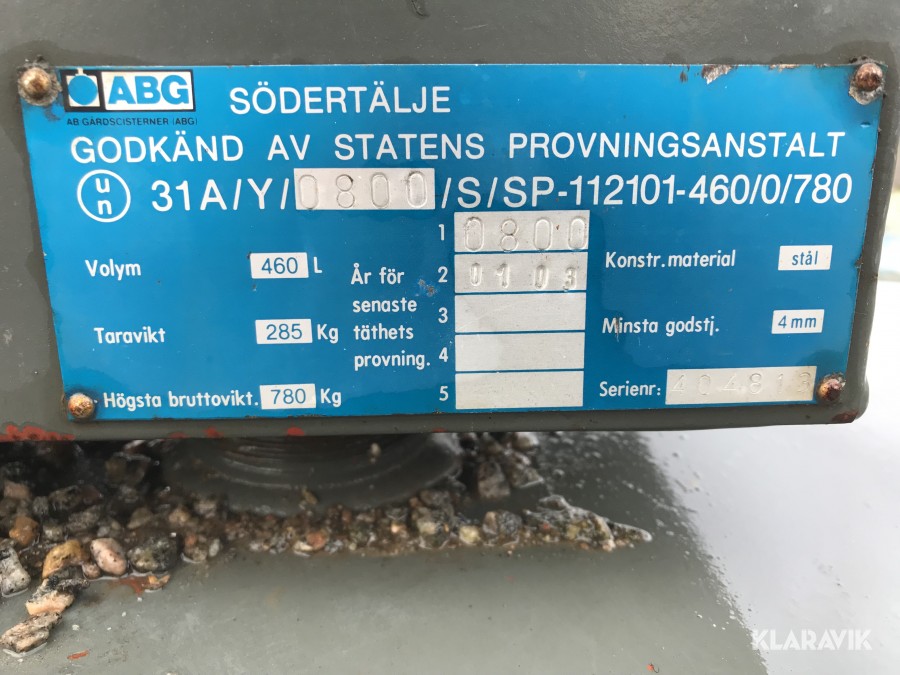 ABG SÖDERTÄLJE
AB GÅRDSCISTERNER (ABG)
GODKÄND AV STATENS PROVNINGSANSTALT
un 31A/Y/0800/S/SP-112101-460/0/780
Volym 460 L
Taravikt 285 Kg
Högsta bruttovikt. 780 Kg
År för
senaste
täthets
provning.
1 0800
2 0103
3
4
5
Konstr.material stål
Minsta godstj. 4mm
Serienr: 404818
KLARAVIK